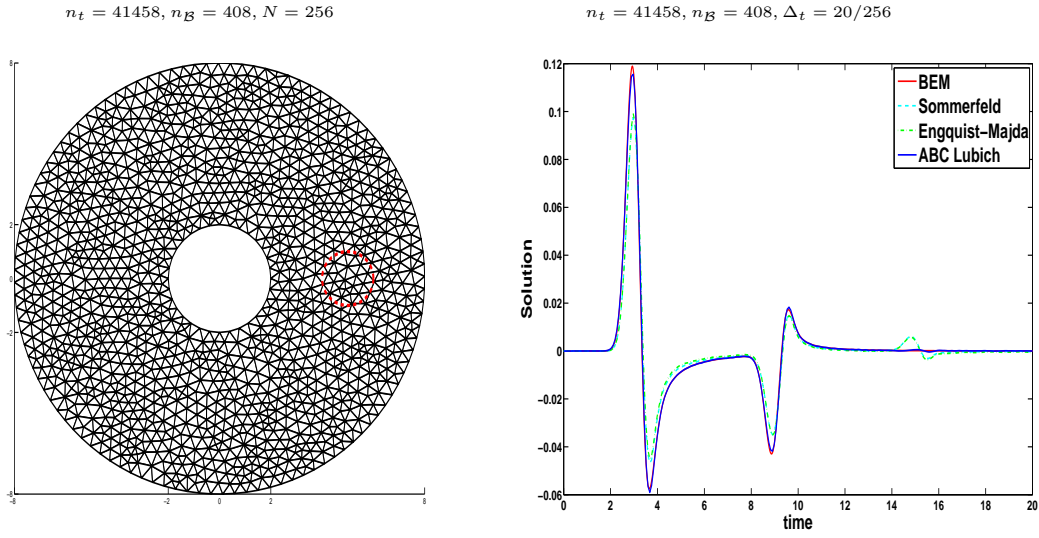 n_t = 41458, n_B = 408, N = 256
8
2
0
−2
−8
−8
−2
0
2
8
n_t = 41458, n_B = 408, Δ_t = 20/256
BEM
Sommerfeld
Engquist−Majda
ABC Lubich
0.12
0.1
0.08
0.06
0.04
0.02
0
−0.02
−0.04
−0.06
Solution
0 2 4 6 8 10 12 14 16 18 20
time